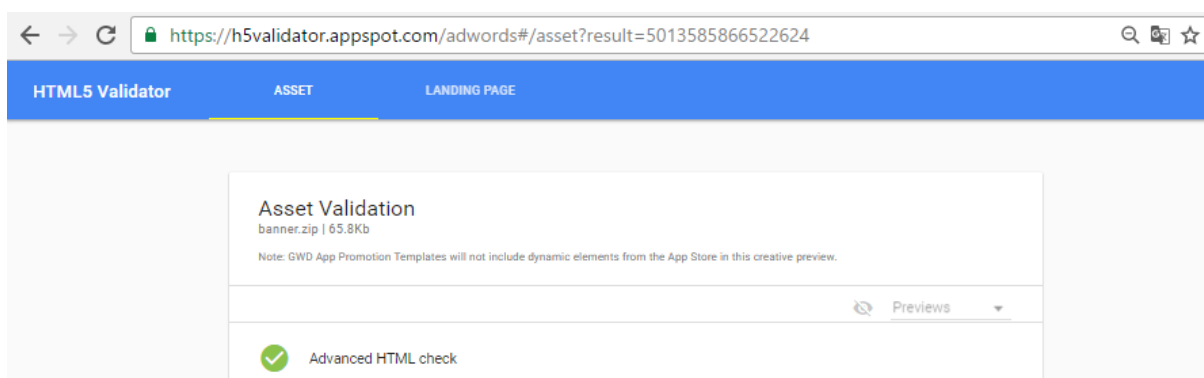 https://h5validator.appspot.com/adwords#/asset?result=5013585866522624
HTML5 Validator ASSET LANDING PAGE
Asset Validation
banner.zip | 65.8Kb
Note: GWD App Promotion Templates will not include dynamic elements from the App Store in this creative preview.
Previews
Advanced HTML check